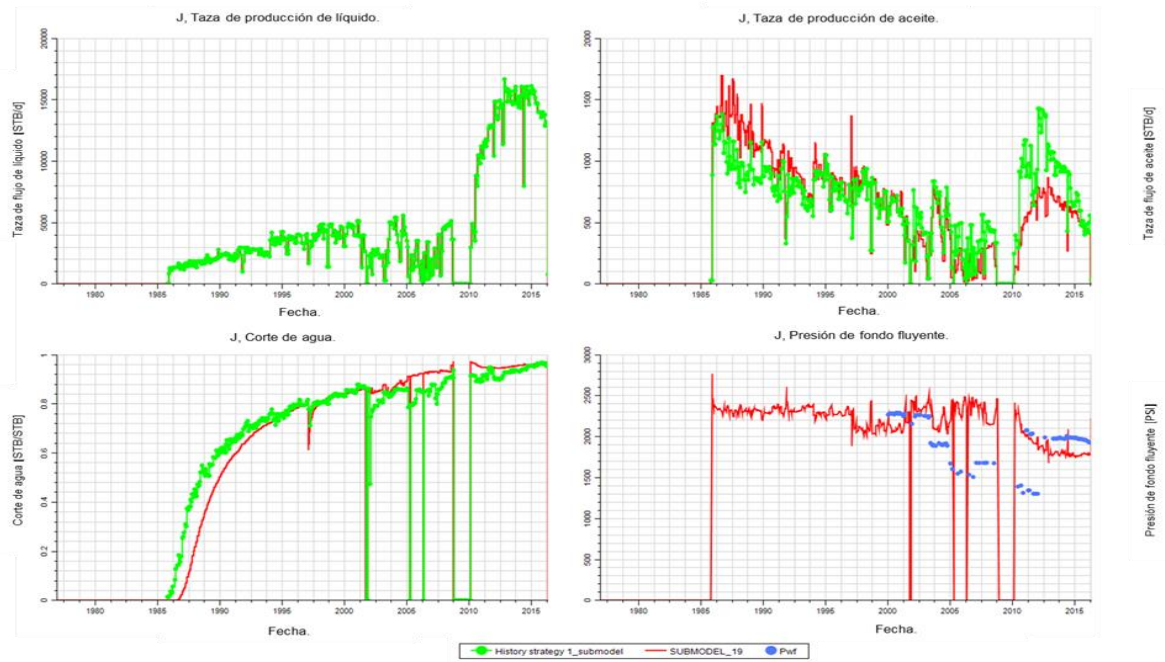 J, Taza de producción de líquido.
Taza de flujo de líquido [STB/d]
20000
15000
10000
5000
0
1980 1985 1990 1995 2000 2005 2010 2015
Fecha.
J, Taza de producción de aceite.
2000
1500
1000
500
0
1980 1985 1990 1995 2000 2005 2010 2015
Fecha.
Taza de flujo de aceite [STB/d]
J, Corte de agua.
Corte de agua [STB/STB]
1
0.8
0.6
0.4
0.2
0
1980 1985 1990 1995 2000 2005 2010 2015
Fecha.
J, Presión de fondo fluyente.
3000
2500
2000
1500
1000
500
0
1980 1985 1990 1995 2000 2005 2010 2015
Fecha.
Presión de fondo fluyente [PSI]
History strategy 1_submodel SUBMODEL_19 Pwf